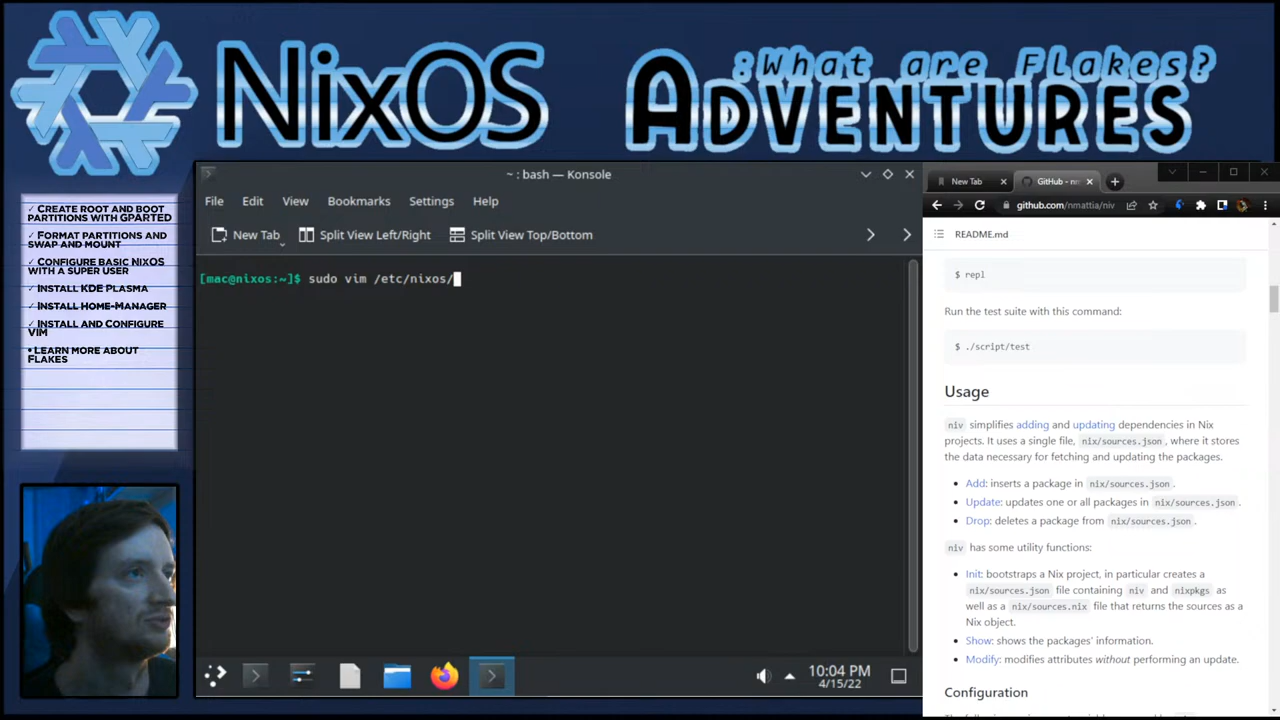 NixOS
:What are Flakes?
ADVENTURES
✓ CREATE ROOT AND BOOT
PARTITIONS WITH GPARTED
✓ FORMAT PARTITIONS AND
SWAP AND MOUNT
✓ CONFIGURE BASIC NIXOS
WITH A SUPER USER
✓ INSTALL KDE PLASMA
✓ INSTALL HOME-MANAGER
✓ INSTALL AND CONFIGURE
VIM
• LEARN MORE ABOUT
FLAKES
~ : bash — Konsole
File Edit View Bookmarks Settings Help
New Tab Split View Left/Right Split View Top/Bottom
[mac@nixos:~]$ sudo vim /etc/nixos/
10:04 PM
4/15/22
New Tab GitHub - nm
github.com/nmattia/niv
README.md
$ repl
Run the test suite with this command:
$ ./script/test
Usage
niv simplifies adding and updating dependencies in Nix
projects. It uses a single file, nix/sources.json, where it stores
the data necessary for fetching and updating the packages.
• Add: inserts a package in nix/sources.json.
• Update: updates one or all packages in nix/sources.json.
• Drop: deletes a package from nix/sources.json.
niv has some utility functions:
• Init: bootstraps a Nix project, in particular creates a
nix/sources.json file containing niv and nixpkgs as
well as a nix/sources.nix file that returns the sources as a
Nix object.
• Show: shows the packages' information.
• Modify: modifies attributes without performing an update.
Configuration